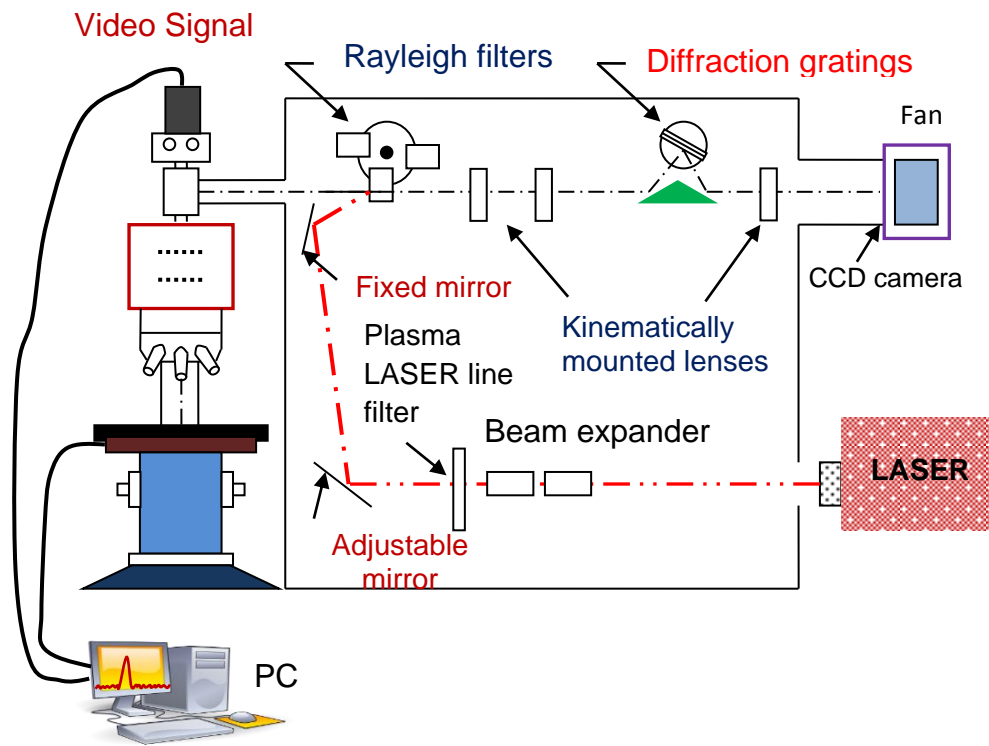 Video Signal
Rayleigh filters
Diffraction gratings
Fan
CCD camera
Fixed mirror
Kinematically
mounted lenses
Plasma
LASER line
filter
Beam expander
LASER
Adjustable
mirror
PC